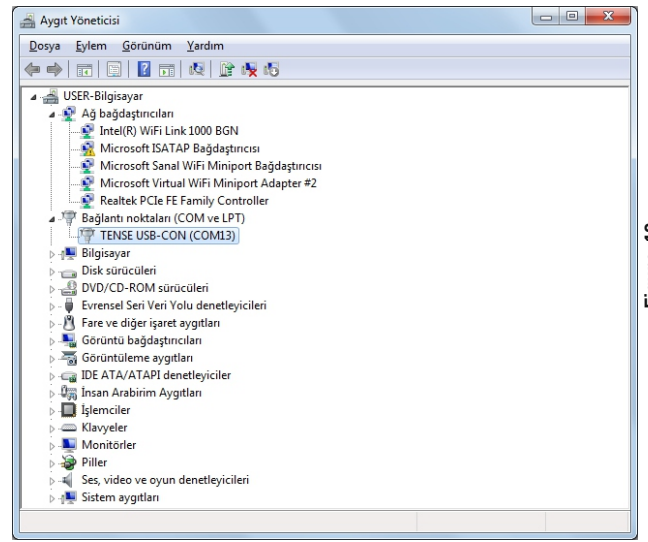 Aygıt Yöneticisi
Dosya Eylem Görünüm Yardım
USER-Bilgisayar
Ağ bağdaştırıcıları
Intel(R) WiFi Link 1000 BGN
Microsoft ISATAP Bağdaştırıcısı
Microsoft Sanal WiFi Miniport Bağdaştırıcısı
Microsoft Virtual WiFi Miniport Adapter #2
Realtek PCIe FE Family Controller
Bağlantı noktaları (COM ve LPT)
TENSE USB-CON (COM13)
Bilgisayar
Disk sürücüleri
DVD/CD-ROM sürücüleri
Evrensel Seri Veri Yolu denetleyicileri
Fare ve diğer işaret aygıtları
Görüntü bağdaştırıcıları
Görüntüleme aygıtları
IDE ATA/ATAPI denetleyiciler
İnsan Arabirim Aygıtları
İşlemciler
Klavyeler
Monitörler
Piller
Ses, video ve oyun denetleyicileri
Sistem aygıtları